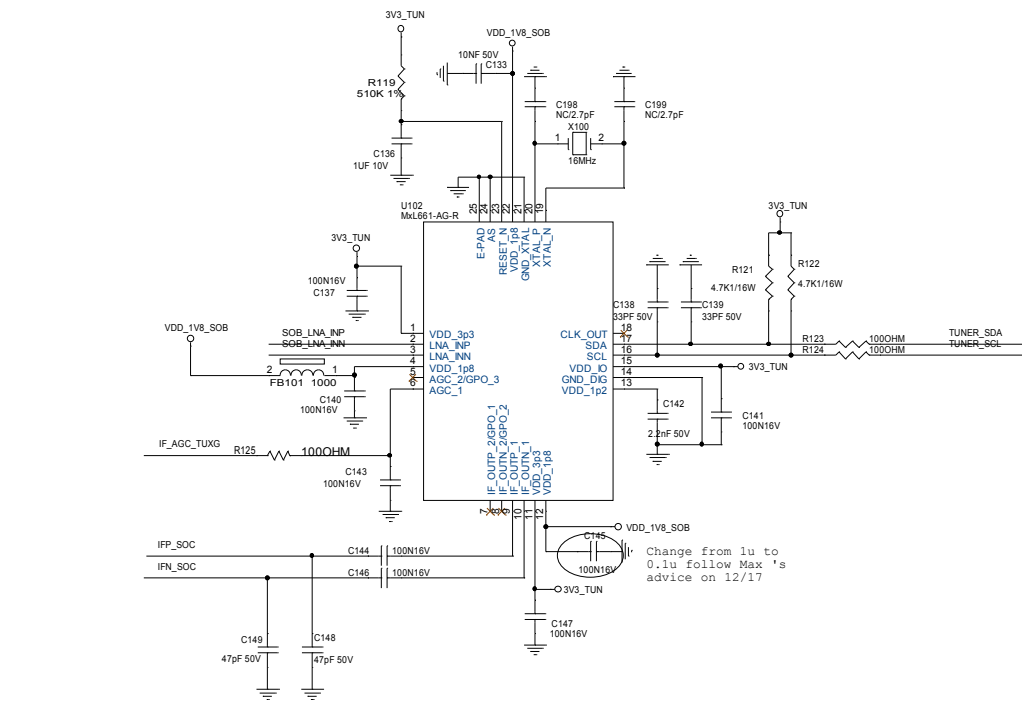 3V3_TUN
VDD_1V8_SOB
10NF 50V
C133
R119
510K 1%
C136
1UF 10V
C198
NC/2.7pF
C199
NC/2.7pF
X100
1
2
16MHz
U102
MxL661-AG-R
25
24
23
22
21
20
19
E-PAD
AS
RESET_N
VDD_1p8
GND_XTAL
XTAL_P
XTAL_N
3V3_TUN
100N16V
C137
3V3_TUN
R121
4.7K1/16W
R122
4.7K1/16W
C138
33PF 50V
C139
33PF 50V
VDD_1V8_SOB
SOB_LNA_INP
SOB_LNA_INN
2
1
FB101 1000
C140
100N16V
1
2
3
4
5
6
VDD_3p3
LNA_INP
LNA_INN
VDD_1p8
AGC_2/GPO_3
AGC_1
CLK_OUT
SDA
SCL
VDD_IO
GND_DIG
VDD_1p2
18
17
16
15
14
13
R123
100OHM
TUNER_SDA
R124
100OHM
TUNER_SCL
3V3_TUN
C142
2.2nF 50V
C141
100N16V
IF_AGC_TUXG
R125
100OHM
C143
100N16V
IF_OUTP_2/GPO_1
IF_OUTN_2/GPO_2
IF_OUTP_1
IF_OUTN_1
VDD_3p3
VDD_1p8
7
8
9
10
11
12
VDD_1V8_SOB
C145
100N16V
Change from 1u to
0.1u follow Max 's
advice on 12/17
IFP_SOC
C144
100N16V
IFN_SOC
C146
100N16V
3V3_TUN
C147
100N16V
C149
47pF 50V
C148
47pF 50V